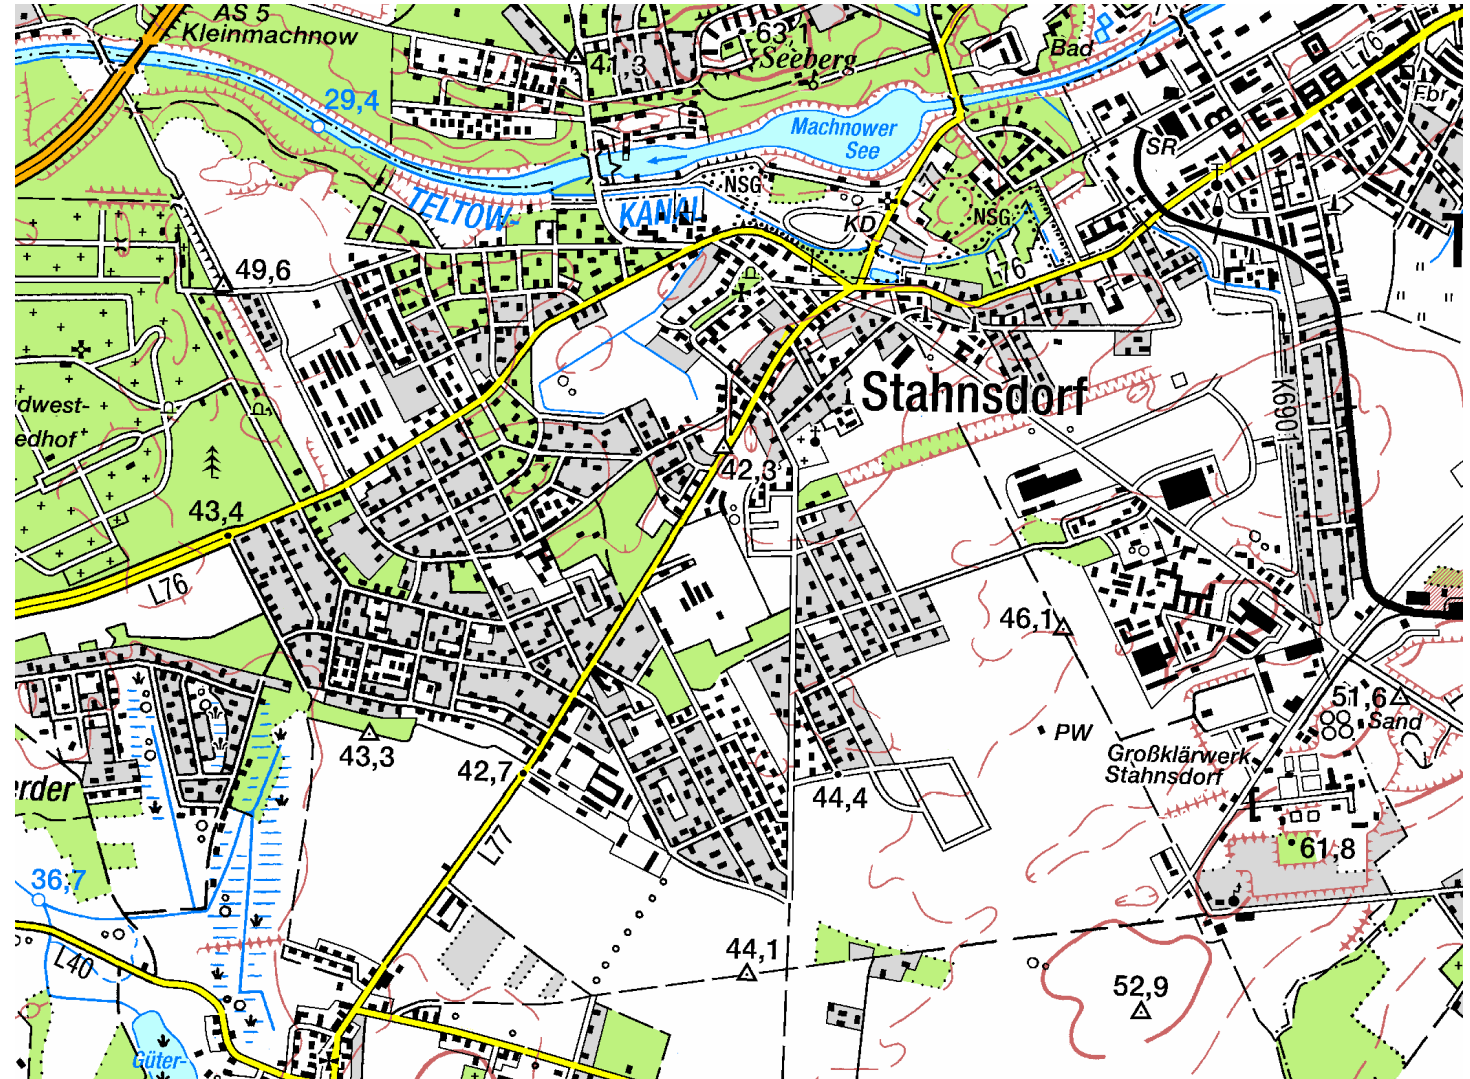 AS 5
Kleinmachnow
63,1
Seeberg
41,3
Bad
L76
Fbr
29,4
Machnower
See
SR
NSG
NSG
TELTOW-
KANAL
KD
L76
49,6
T
Stahnsdorf
K6901
idwest-
edhof
42,3
43,4
L76
46,1
51,6
Sand
PW
43,3
42,7
Großklärwerk
Stahnsdorf
erder
44,4
L77
61,8
36,7
L40
44,1
52,9
Güter-